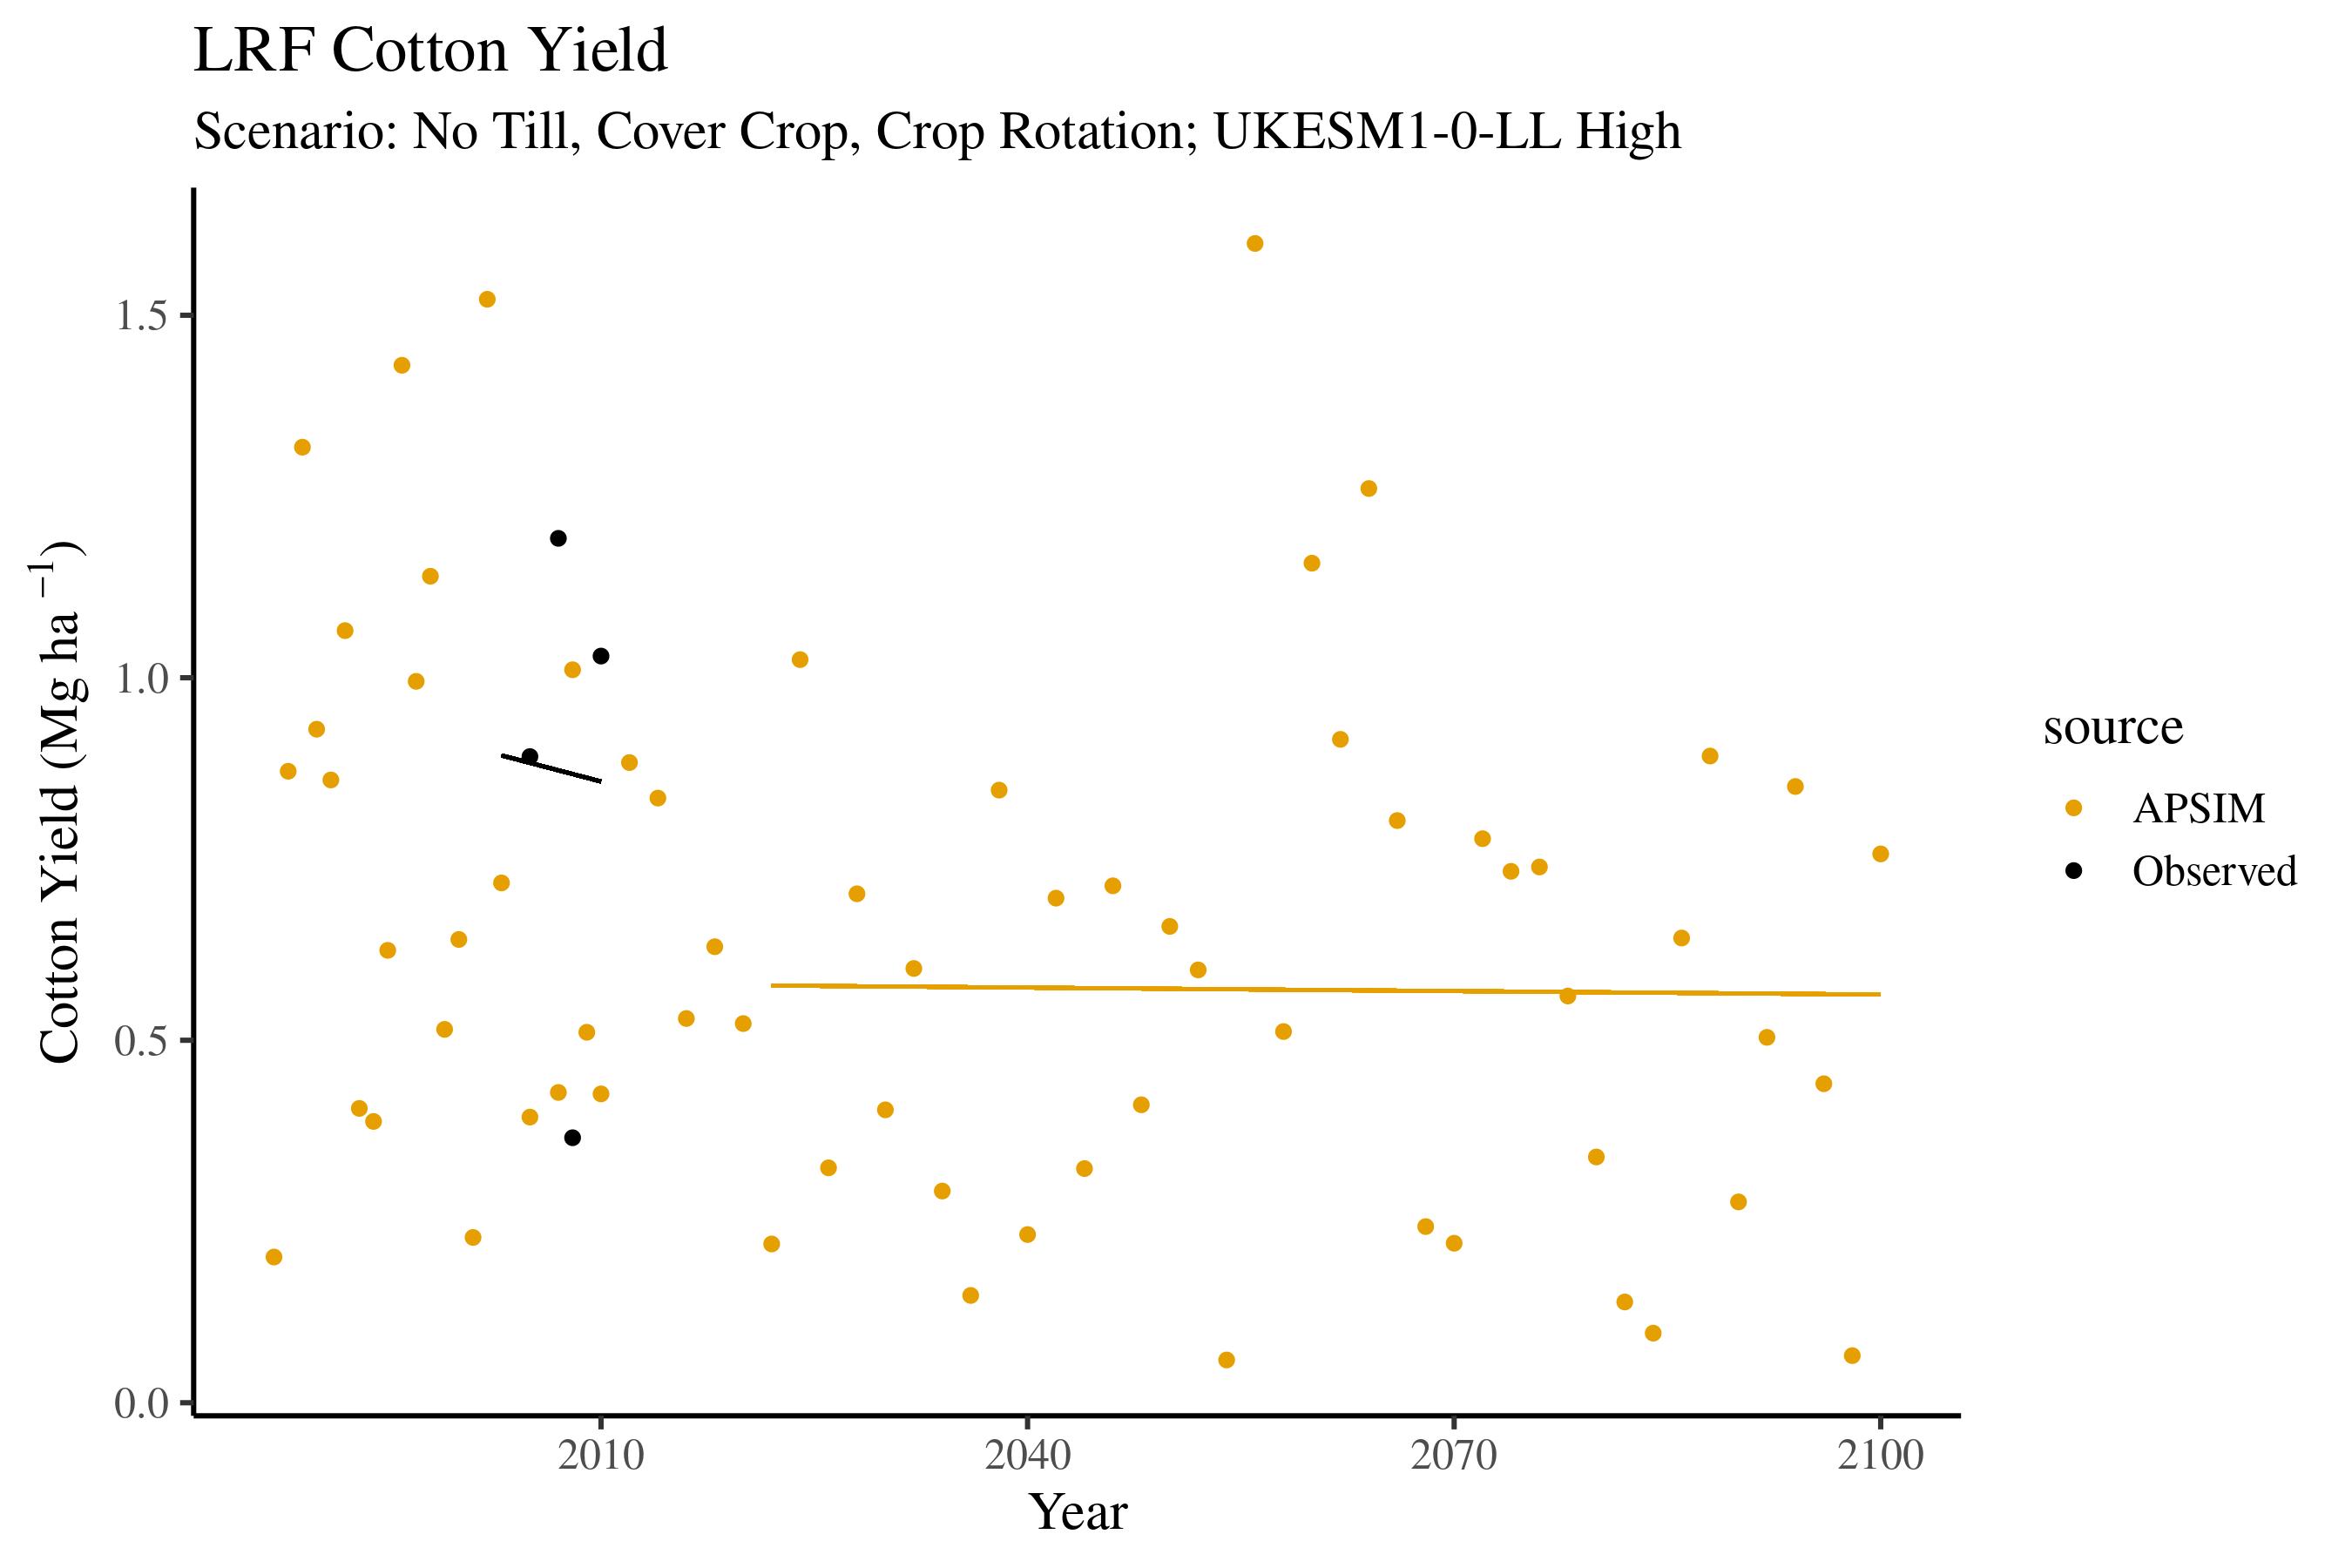 LRF Cotton Yield
Scenario: No Till, Cover Crop, Crop Rotation; UKESM1-0-LL High
Cotton Yield (Mg ha −1)
1.5
1.0
0.5
0.0
2010 2040 2070 2100
Year
source
APSIM
Observed